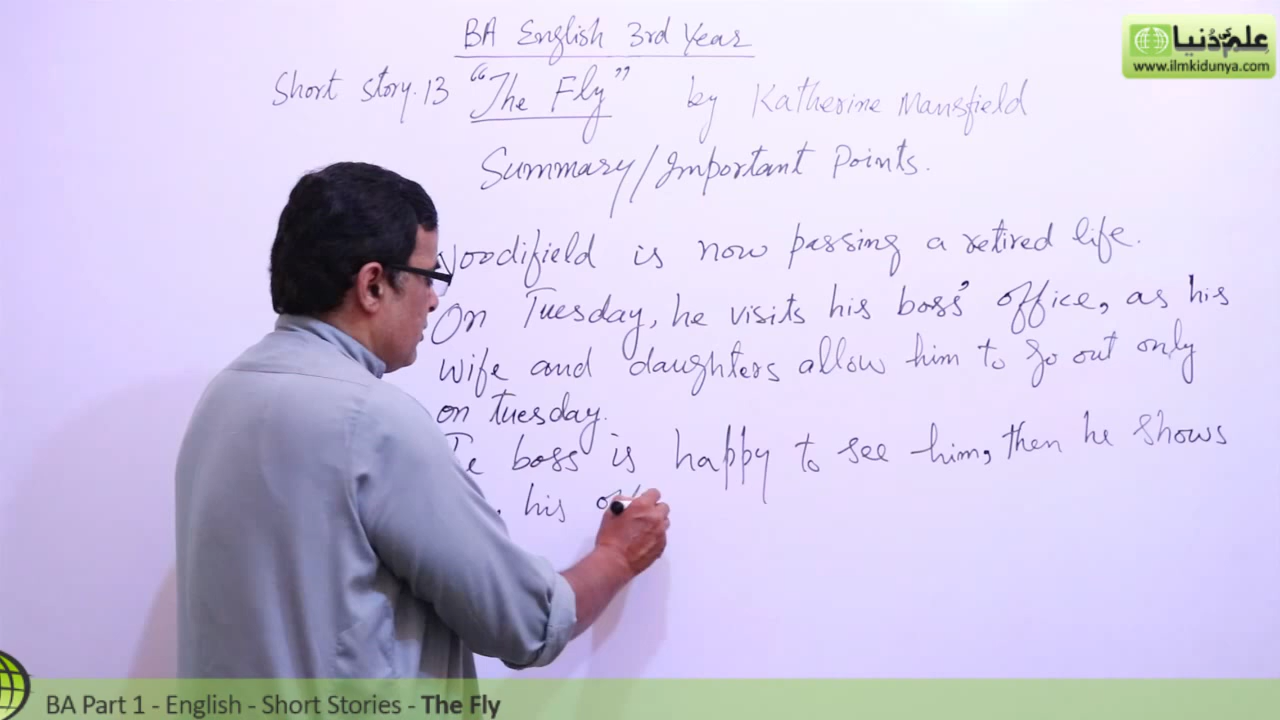 BA English 3rd Year
علم کی دُنیا
www.ilmkidunya.com
Short story.13 "The Fly" by Katherine Mansfield
Summary/Important Points.
Woodifield is now passing a retired life.
On Tuesday, he visits his boss' office, as his
wife and daughters allow him to go out only
on tuesday.
boss is happy to see him, then he shows
his
BA Part 1 - English - Short Stories - The Fly